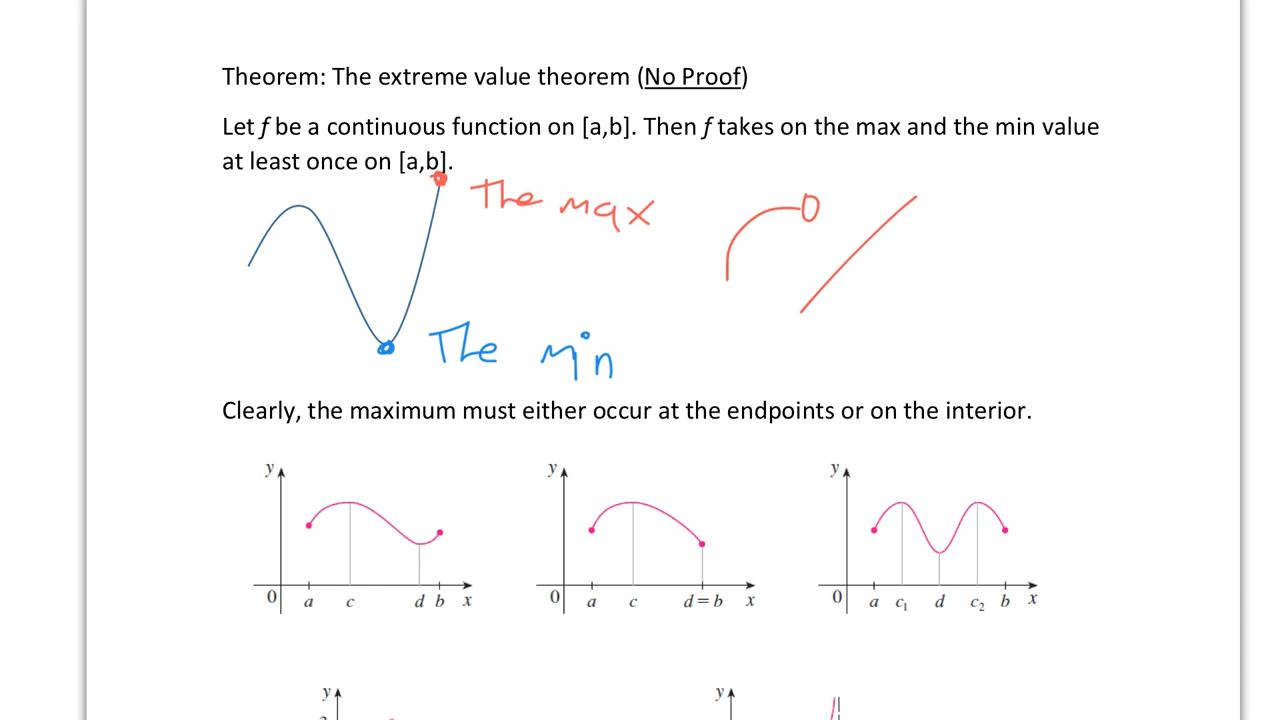 Theorem: The extreme value theorem (No Proof)
Let f be a continuous function on [a,b]. Then f takes on the max and the min value
at least once on [a,b].
The max
The min
Clearly, the maximum must either occur at the endpoints or on the interior.
y
0 a c d b x
y
0 a c d=b x
y
0 a c₁ d c₂ b x
y
y